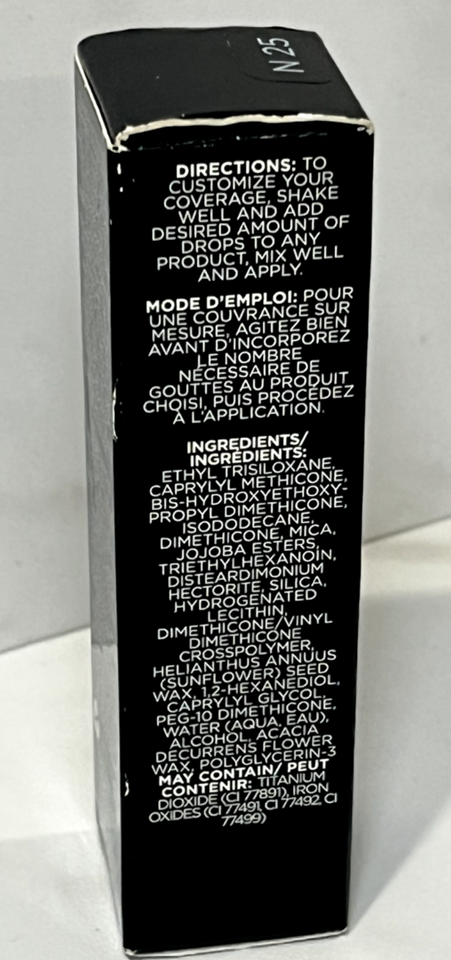 N 25
DIRECTIONS: TO
CUSTOMIZE YOUR
COVERAGE, SHAKE
WELL AND ADD
DESIRED AMOUNT OF
DROPS TO ANY
PRODUCT, MIX WELL
AND APPLY.
MODE D'EMPLOI: POUR
UNE COUVRANCE SUR
MESURE, AGITEZ BIEN
AVANT D'INCORPOREZ
LE NOMBRE
NÉCESSAIRE DE
GOUTTES AU PRODUIT
CHOISI, PUIS PROCÉDEZ
À L'APPLICATION.
INGREDIENTS/
INGRÉDIENTS:
ETHYL TRISILOXANE,
CAPRYLYL METHICONE,
BIS-HYDROXYETHOXY-
PROPYL DIMETHICONE,
ISODODECANE,
DIMETHICONE, MICA,
JOJOBA ESTERS,
TRIETHYLHEXANOIN,
DISTEARDIMONIUM
HECTORITE, SILICA,
HYDROGENATED
LECITHIN,
DIMETHICONE/VINYL
DIMETHICONE
CROSSPOLYMER,
HELIANTHUS ANNUUS
(SUNFLOWER) SEED
WAX, 1,2-HEXANEDIOL,
CAPRYLYL GLYCOL,
PEG-10 DIMETHICONE,
WATER (AQUA, EAU),
ALCOHOL, ACACIA
DECURRENS FLOWER
WAX, POLYGLYCERIN-3
MAY CONTAIN/ PEUT
CONTENIR: TITANIUM
DIOXIDE (CI 77891), IRON
OXIDES (CI 77491, CI 77492, CI
77499)